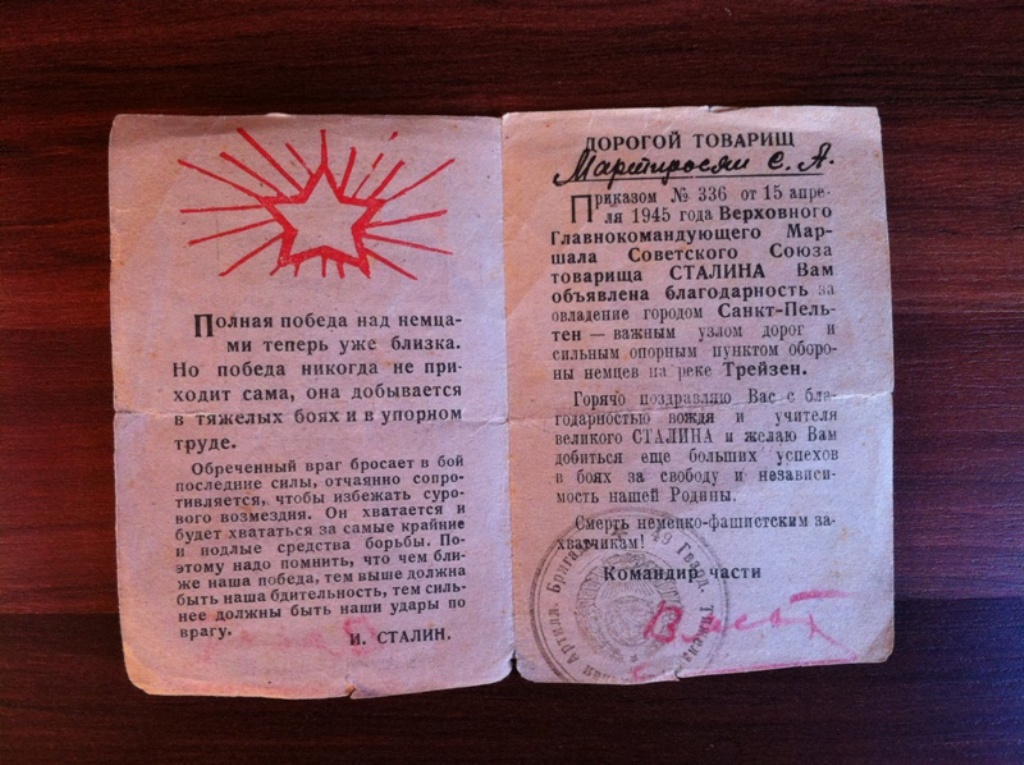 Полная победа над немца-
ми теперь уже близка.
Но победа никогда не при-
ходит сама, она добывается
в тяжелых боях и в упорном
труде.
Обреченный враг бросает в бой
последние силы, отчаянно сопро-
тивляется, чтобы избежать суро-
вого возмездия. Он хватается и
будет хвататься за самые крайние
и подлые средства борьбы. По-
этому надо помнить, что чем бли-
же наша победа, тем выше должна
быть наша бдительность, тем силь-
нее должны быть наши удары по
врагу.
И. СТАЛИН.
ДОРОГОЙ ТОВАРИЩ
Мартиросян С. А.
Приказом № 336 от 15 апре-
ля 1945 года Верховного
Главнокомандующего Мар-
шала Советского Союза
товарища СТАЛИНА Вам
объявлена благодарность за
овладение городом Санкт-Пель-
тен — важным узлом дорог и
сильным опорным пунктом оборо-
ны немцев на реке Трейзен.
Горячо поздравляю Вас с бла-
годарностью вождя и учителя
великого СТАЛИНА и желаю Вам
добиться еще больших успехов
в боях за свободу и независи-
мость нашей Родины.
Смерть немецко-фашистским за-
хватчикам!
Командир части
Артилл. Бригада 49 Гвард.